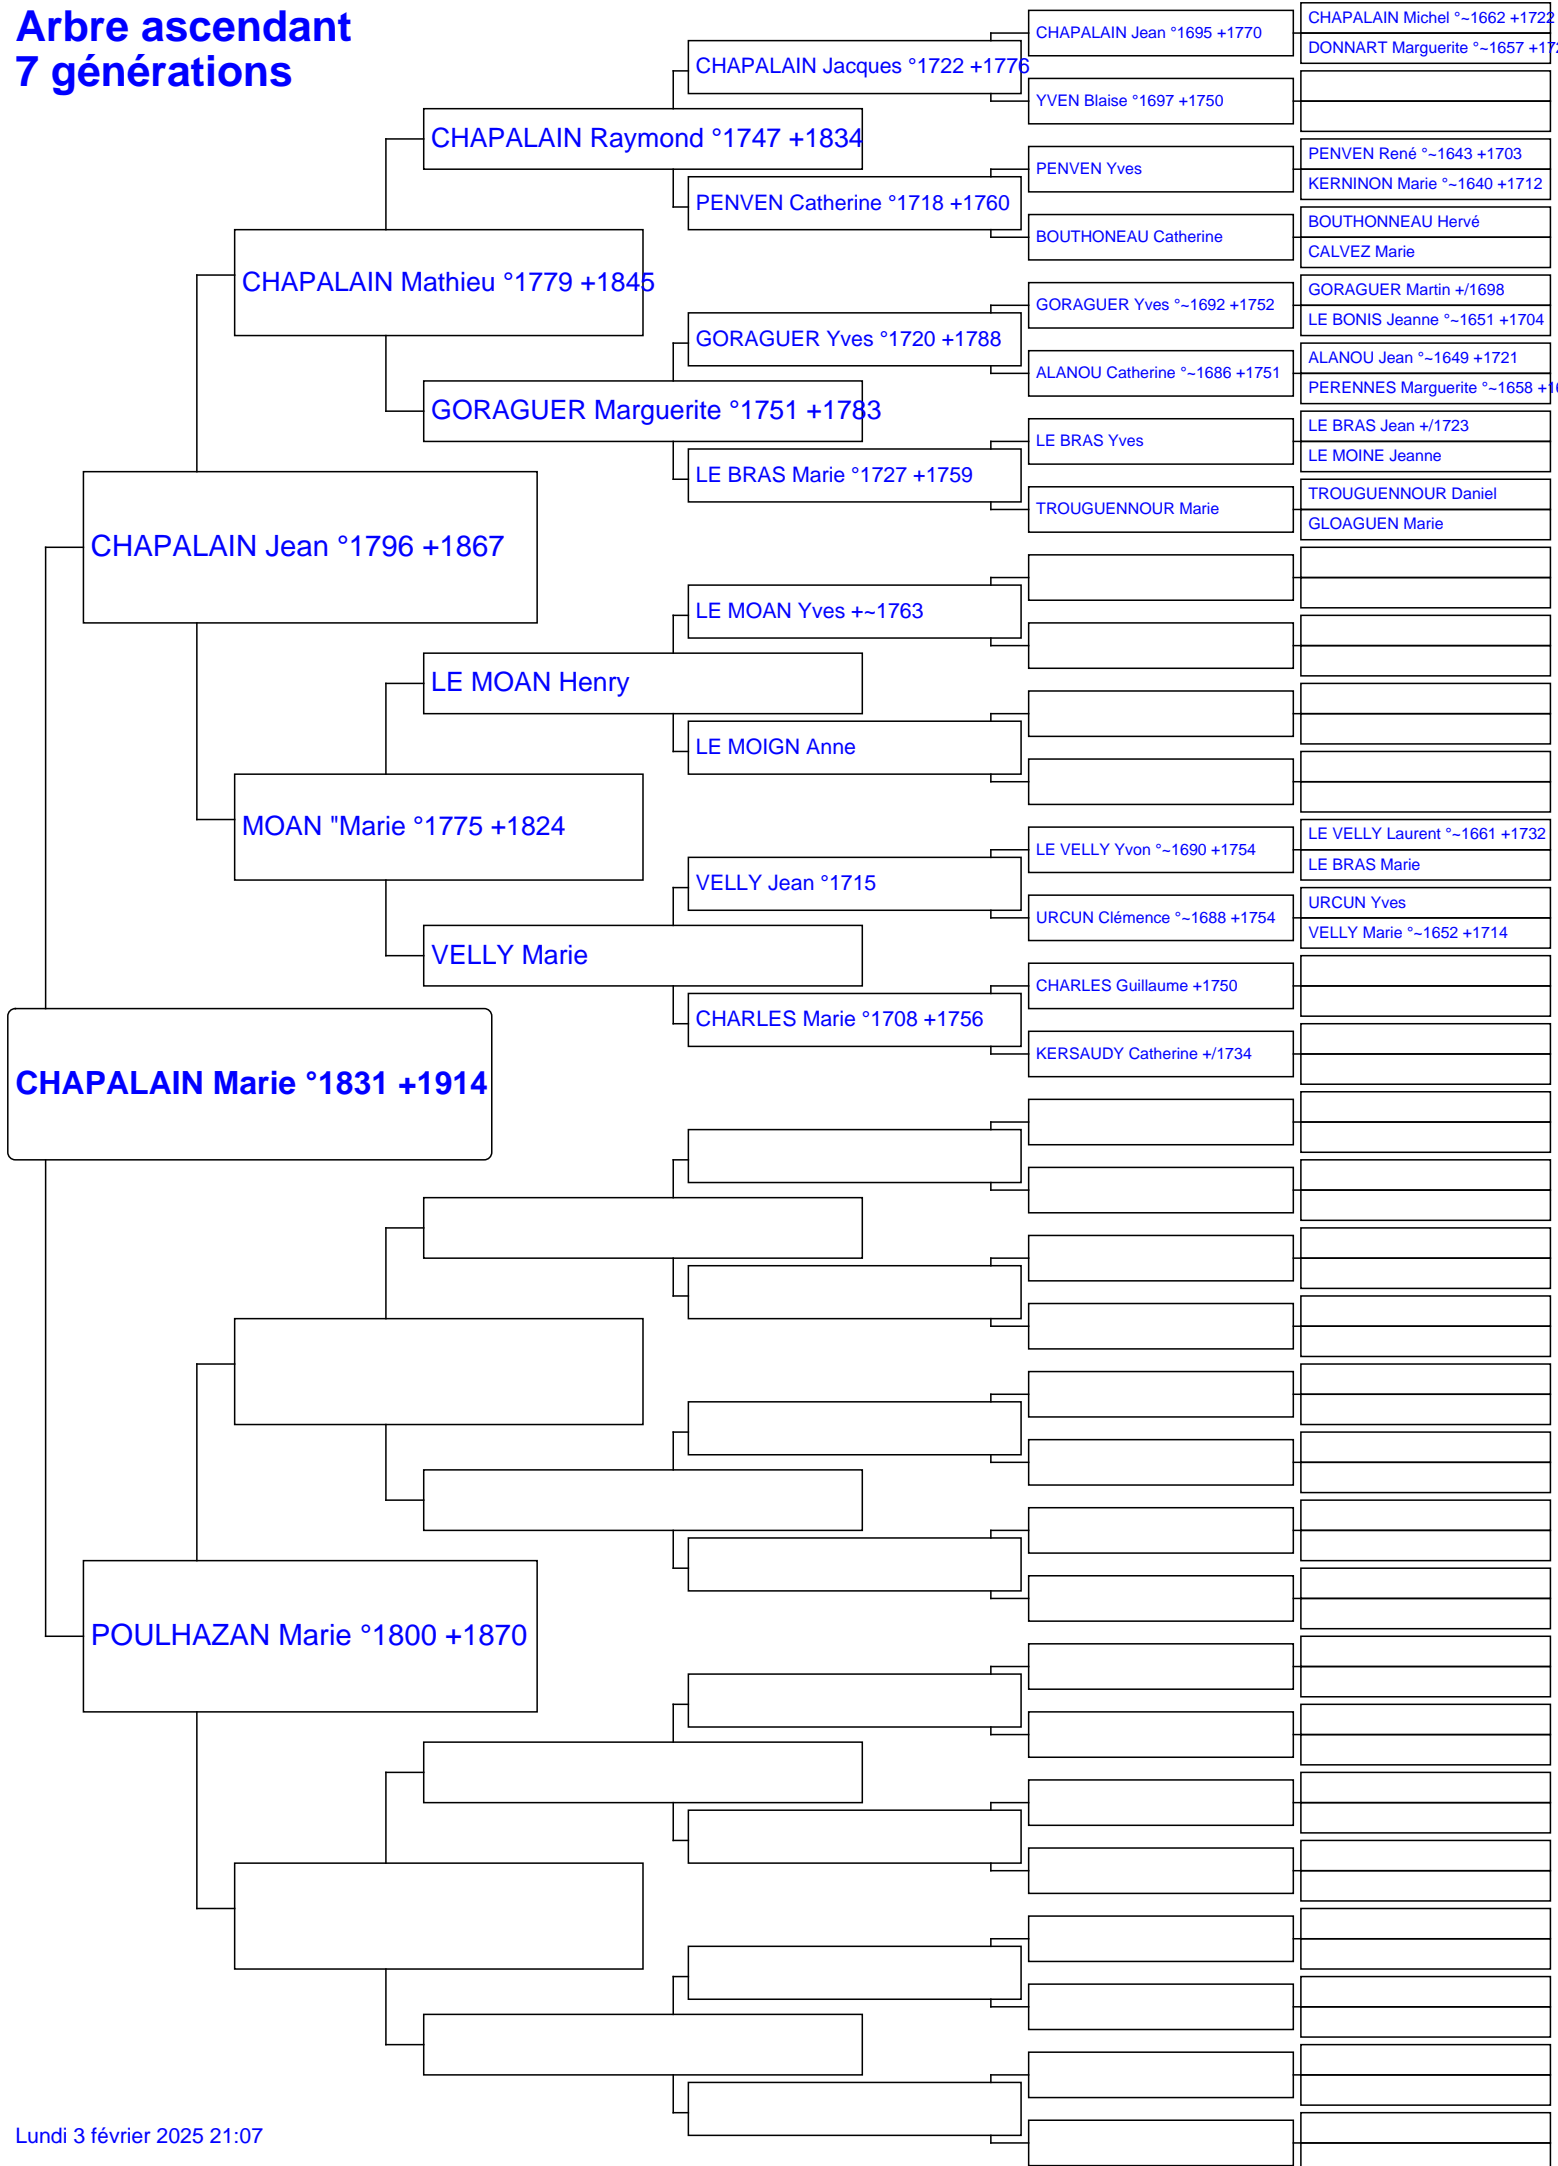 Arbre ascendant
7 générations
CHAPALAIN Marie °1831 +1914
CHAPALAIN Jean °1796 +1867
POULHAZAN Marie °1800 +1870
CHAPALAIN Mathieu °1779 +1845
MOAN "Marie °1775 +1824
CHAPALAIN Raymond °1747 +1834
GORAGUER Marguerite °1751 +1783
LE MOAN Henry
VELLY Marie
CHAPALAIN Jacques °1722 +1776
PENVEN Catherine °1718 +1760
GORAGUER Yves °1720 +1788
LE BRAS Marie °1727 +1759
LE MOAN Yves +~1763
LE MOIGN Anne
VELLY Jean °1715
CHARLES Marie °1708 +1756
CHAPALAIN Jean °1695 +1770
YVEN Blaise °1697 +1750
PENVEN Yves
BOUTHONEAU Catherine
GORAGUER Yves °~1692 +1752
ALANOU Catherine °~1686 +1751
LE BRAS Yves
TROUGUENNOUR Marie
LE VELLY Yvon °~1690 +1754
URCUN Clémence °~1688 +1754
CHARLES Guillaume +1750
KERSAUDY Catherine +/1734
CHAPALAIN Michel °~1662 +1722
DONNART Marguerite °~1657
PENVEN René °~1643 +1703
KERNINON Marie °~1640 +1712
BOUTHONNEAU Hervé
CALVEZ Marie
GORAGUER Martin +/1698
LE BONIS Jeanne °~1651 +1704
ALANOU Jean °~1649 +1721
PERENNES Marguerite °~1658
LE BRAS Jean +/1723
LE MOINE Jeanne
TROUGUENNOUR Daniel
GLOAGUEN Marie
LE VELLY Laurent °~1661 +1732
LE BRAS Marie
URCUN Yves
VELLY Marie °~1652 +1714
Lundi 3 février 2025 21:07